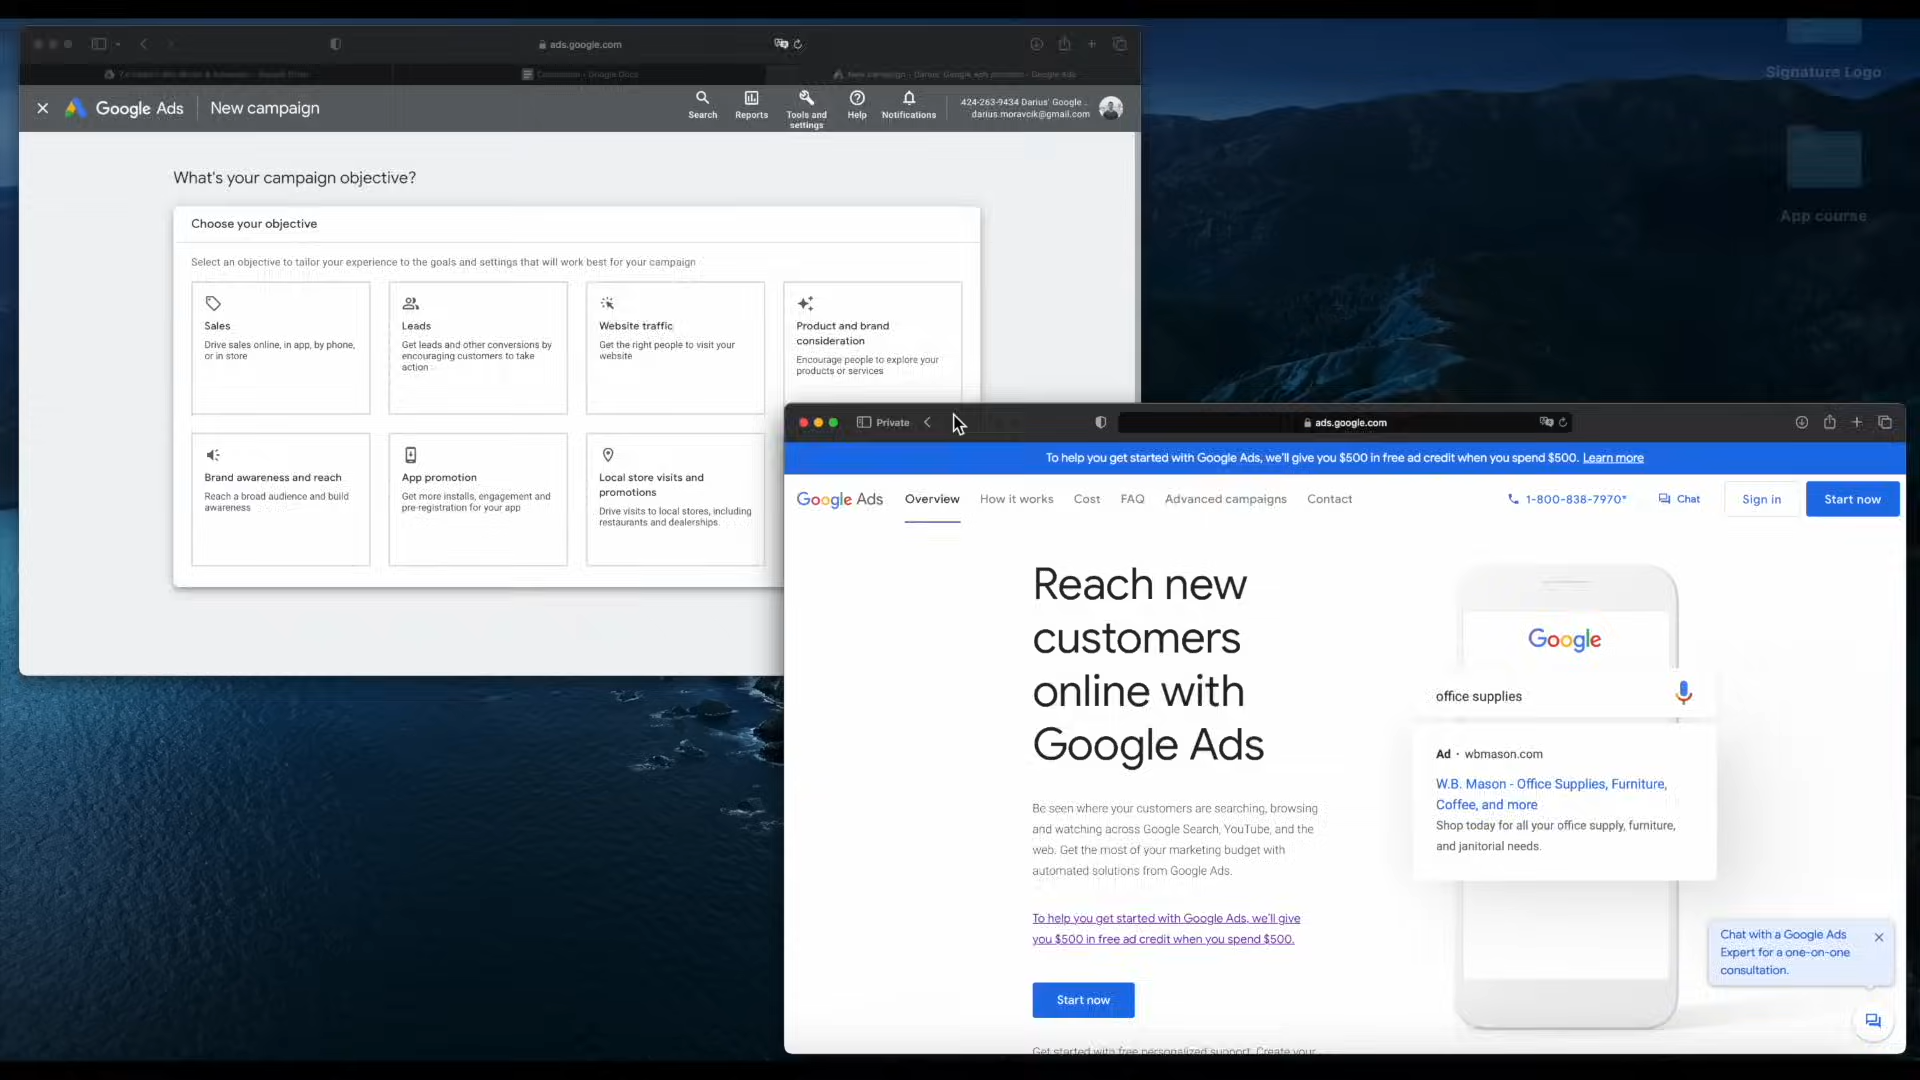 Signature Logo
App course
ads.google.com
Google Ads
New campaign
Search
Reports
Tools and
settings
Help
Notifications
424-263-9434 Darius' Google ..
darius.moravcik@gmail.com
What's your campaign objective?
Choose your objective
Select an objective to tailor your experience to the goals and settings that will work best for your campaign
Sales
Drive sales online, in app, by phone,
or in store
Leads
Get leads and other conversions by
encouraging customers to take
action
Website traffic
Get the right people to visit your
website
Product and brand
consideration
Encourage people to explore your
products or services
Brand awareness and reach
Reach a broad audience and build
awareness
App promotion
Get more installs, engagement and
pre-registration for your app
Local store visits and
promotions
Drive visits to local stores, including
restaurants and dealerships.
Private
ads.google.com
To help you get started with Google Ads, we'll give you $500 in free ad credit when you spend $500. Learn more
Google Ads
Overview
How it works
Cost
FAQ
Advanced campaigns
Contact
1-800-838-7970*
Chat
Sign in
Start now
Reach new
customers
online with
Google Ads
Be seen where your customers are searching, browsing
and watching across Google Search, YouTube, and the
web. Get the most of your marketing budget with
automated solutions from Google Ads.
To help you get started with Google Ads, we'll give
you $500 in free ad credit when you spend $500.
Start now
Get started with free personalized support. Create your
Google
office supplies
Ad · wbmason.com
W.B. Mason - Office Supplies, Furniture,
Coffee, and more
Shop today for all your office supply, furniture,
and janitorial needs.
Chat with a Google Ads
Expert for a one-on-one
consultation.